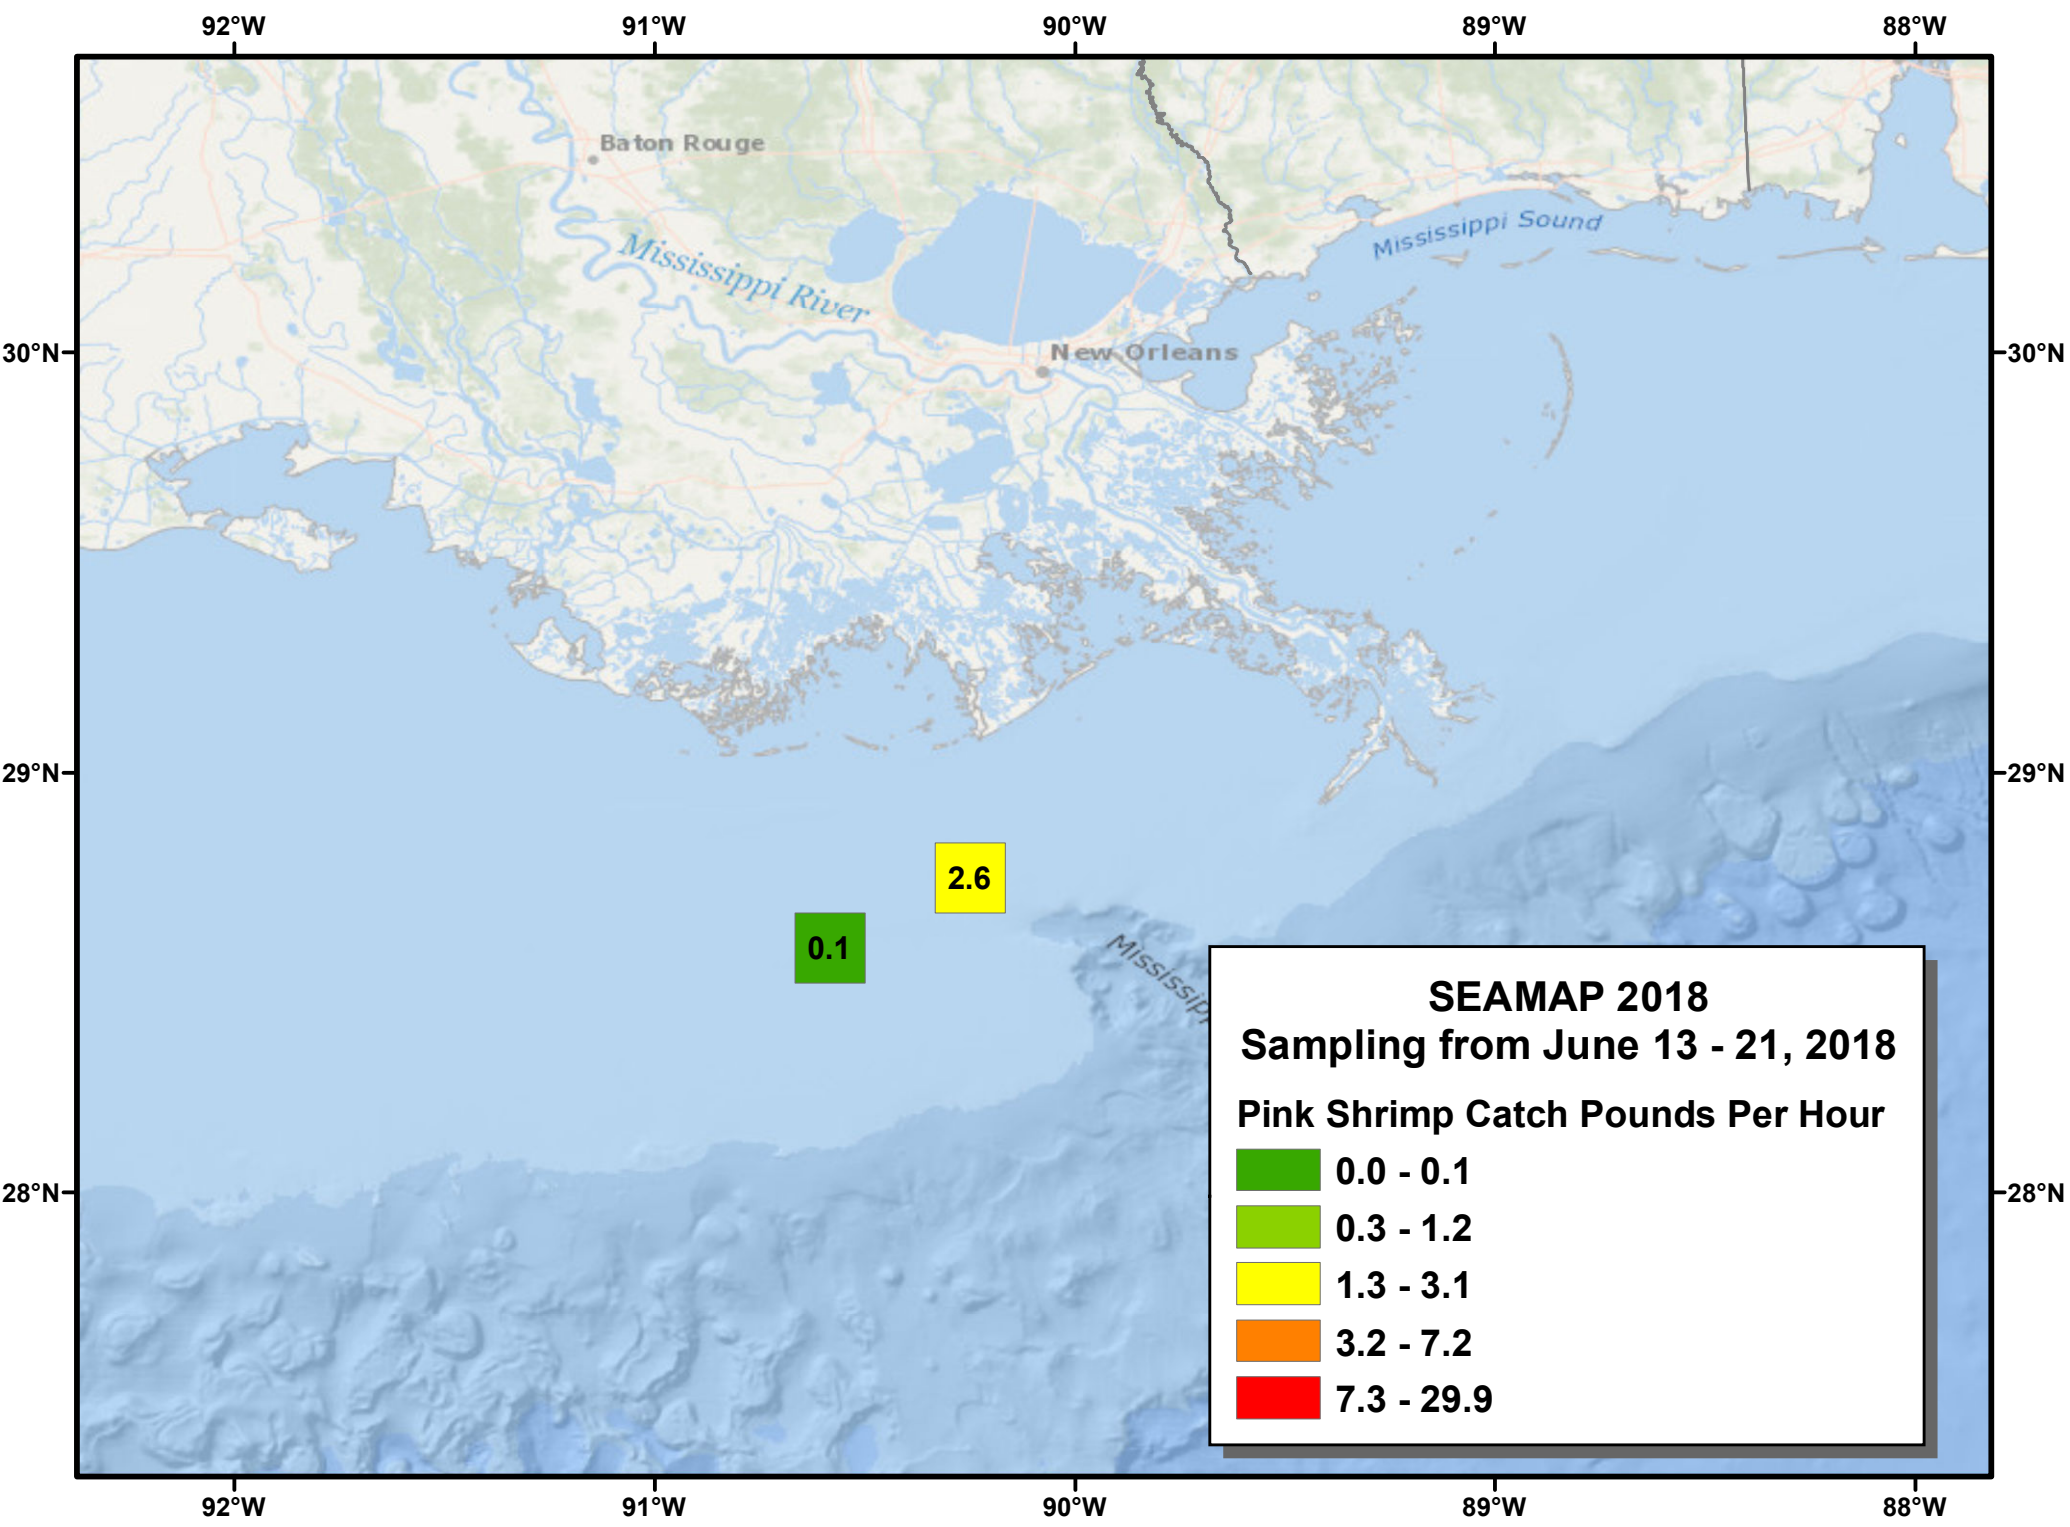 92°W 91°W 90°W 89°W 88°W
Baton Rouge
Mississippi Sound
Mississippi River
30°N 30°N
New Orleans
29°N 29°N
2.6
0.1
SEAMAP 2018
Sampling from June 13 - 21, 2018
Pink Shrimp Catch Pounds Per Hour
0.0 - 0.1
28°N 28°N
0.3 - 1.2
1.3 - 3.1
3.2 - 7.2
7.3 - 29.9
92°W 91°W 90°W 89°W 88°W